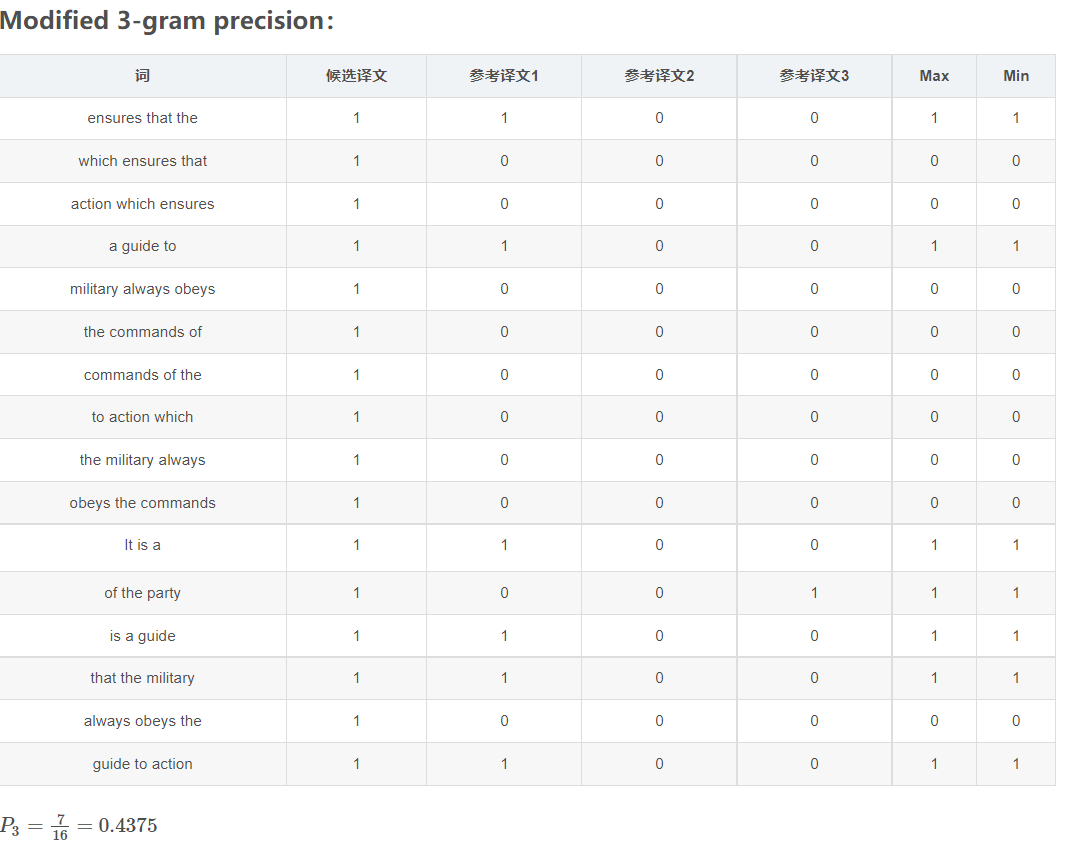 Modified 3-gram precision：
词 候选译文 参考译文1 参考译文2 参考译文3 Max Min
ensures that the 1 1 0 0 1 1
which ensures that 1 0 0 0 0 0
action which ensures 1 0 0 0 0 0
a guide to 1 1 0 0 1 1
military always obeys 1 0 0 0 0 0
the commands of 1 0 0 0 0 0
commands of the 1 0 0 0 0 0
to action which 1 0 0 0 0 0
the military always 1 0 0 0 0 0
obeys the commands 1 0 0 0 0 0
It is a 1 1 0 0 1 1
of the party 1 0 0 1 1 1
is a guide 1 1 0 0 1 1
that the military 1 1 0 0 1 1
always obeys the 1 0 0 0 0 0
guide to action 1 1 0 0 1 1
P₃ = 7/16 = 0.4375